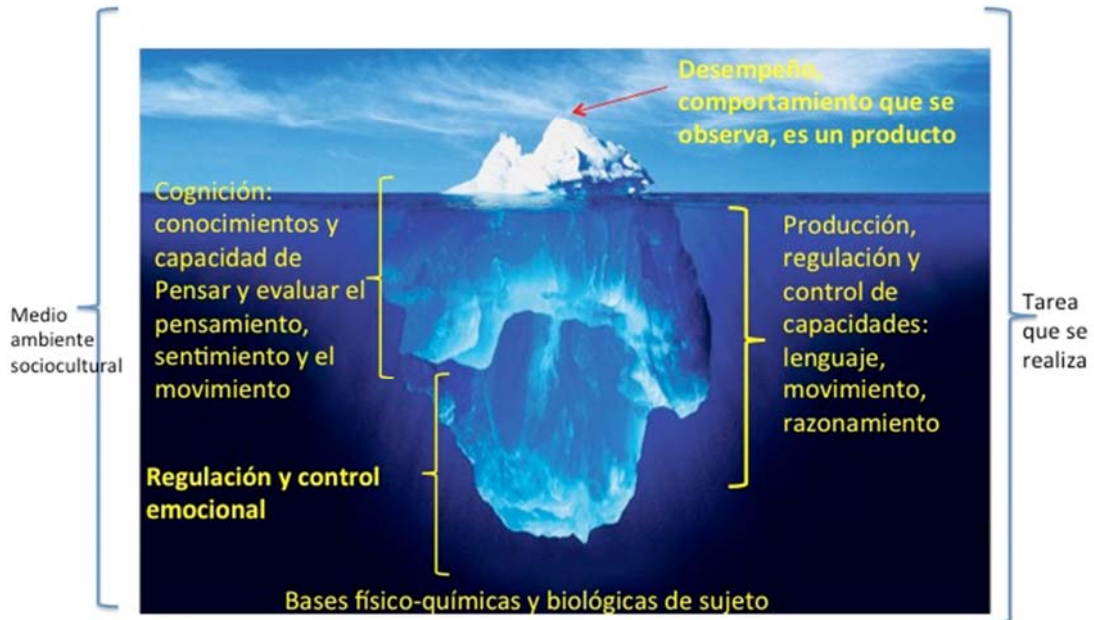 Desempeño,
comportamiento que se
observa, es un producto
Cognición:
conocimientos y
capacidad de
Pensar y evaluar el
pensamiento,
sentimiento y el
movimiento
Producción,
regulación y
control de
capacidades:
lenguaje,
movimiento,
razonamiento
Medio
ambiente
sociocultural
Tarea
que se
realiza
Regulación y control
emocional
Bases físico-químicas y biológicas de sujeto